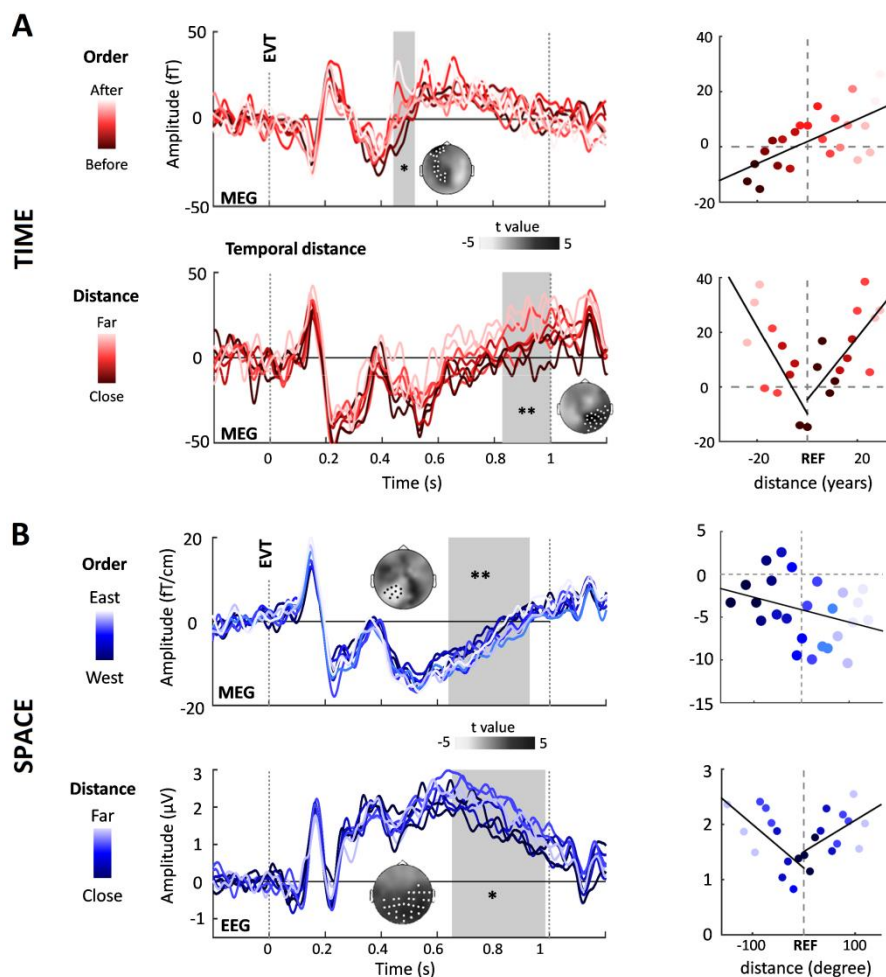 A
TIME
Order
After
Before
Amplitude (fT)
50
0
-50
EVT
*
MEG
t value
-5 5
40
20
0
-20
Temporal distance
Distance
Far
Close
50
0
-50
**
MEG
0 0.2 0.4 0.6 0.8 1
Time (s)
40
20
0
-20
-20 REF 20
distance (years)
B
SPACE
Order
East
West
Amplitude (fT/cm)
20
0
-20
EVT
**
MEG
t value
-5 5
5
0
-5
-10
-15
Distance
Far
Close
Amplitude (µV)
3
2
1
0
-1
*
EEG
0 0.2 0.4 0.6 0.8 1
Time (s)
3
2
1
0
-100 REF 100
distance (degree)